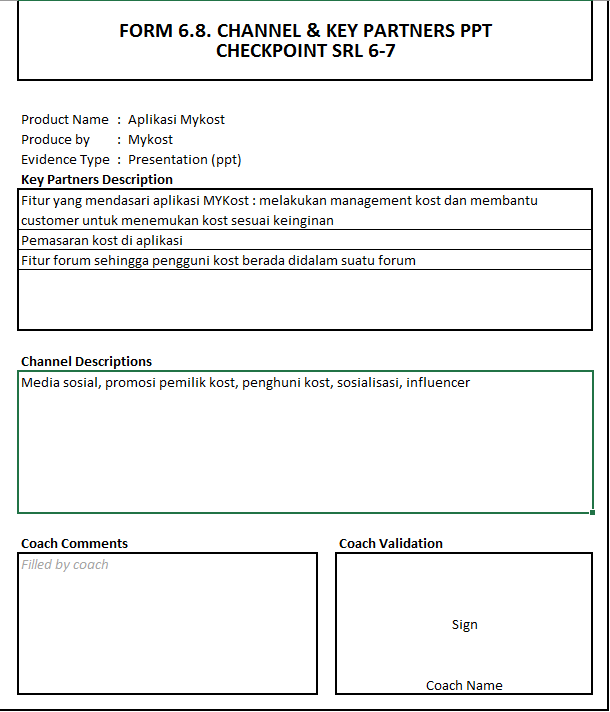 FORM 6.8. CHANNEL & KEY PARTNERS PPT
CHECKPOINT SRL 6-7
Product Name : Aplikasi Mykost
Produce by : Mykost
Evidence Type : Presentation (ppt)
Key Partners Description
Fitur yang mendasari aplikasi MYKost : melakukan management kost dan membantu
customer untuk menemukan kost sesuai keinginan
Pemasaran kost di aplikasi
Fitur forum sehingga pengguni kost berada didalam suatu forum
Channel Descriptions
Media sosial, promosi pemilik kost, penghuni kost, sosialisasi, influencer
Coach Comments
Filled by coach
Coach Validation
Sign
Coach Name